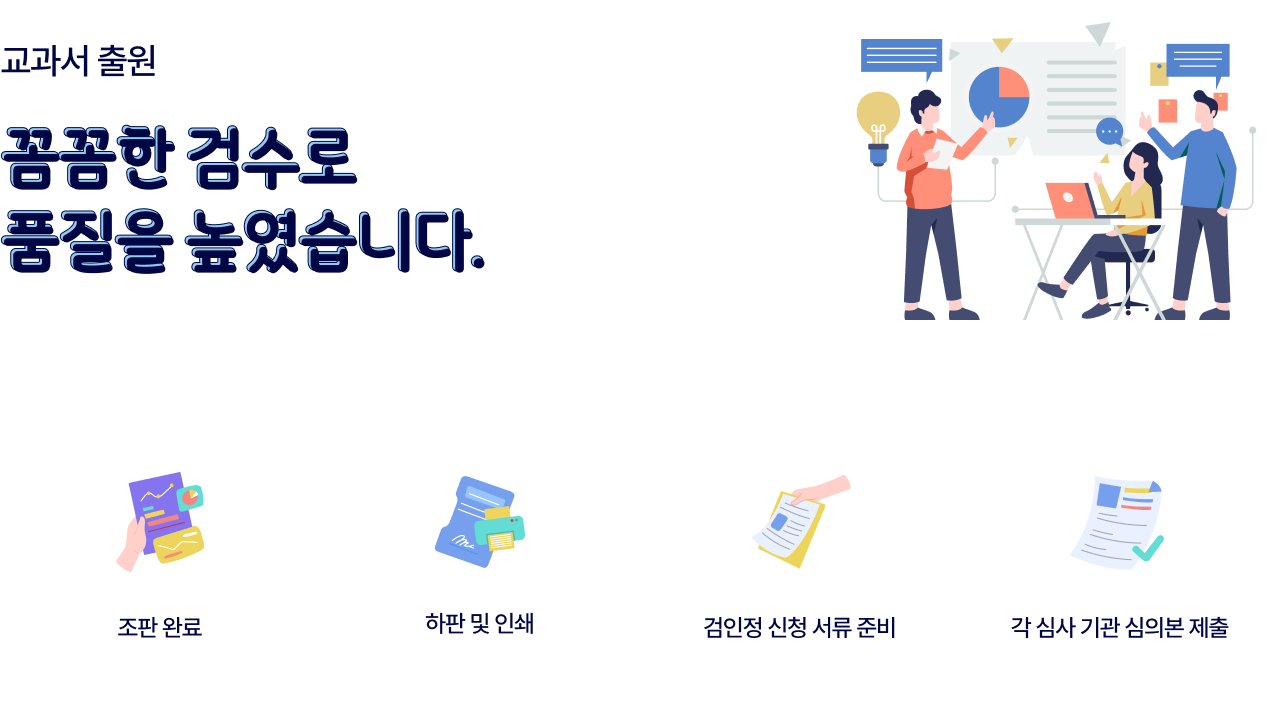 교과서 출원
꼼꼼한 검수로
품질을 높였습니다.
조판 완료
하판 및 인쇄
검인정 신청 서류 준비
각 심사 기관 심의본 제출